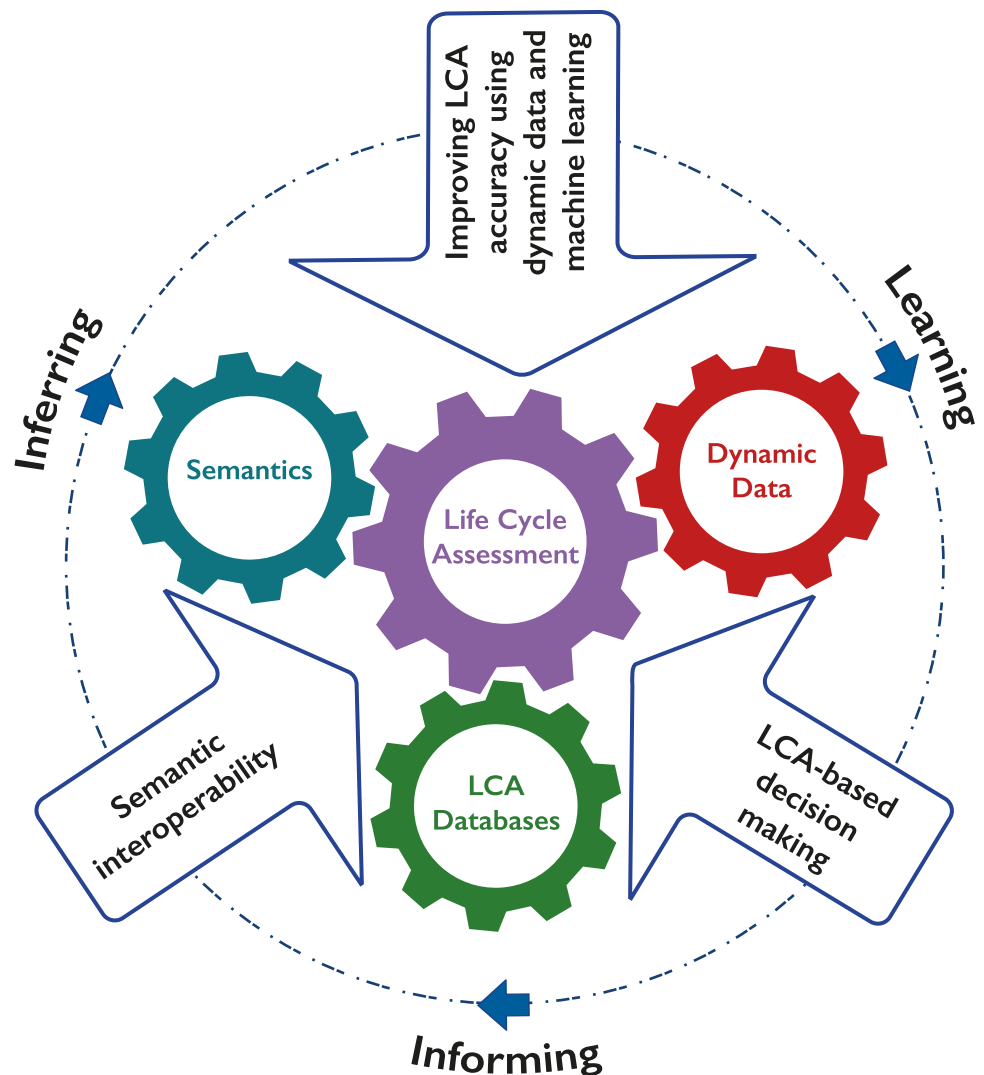 Improving LCA
accuracy using
dynamic data and
machine learning
Learning
Inferring
Semantics
Dynamic
Data
Life Cycle
Assessment
LCA
Databases
Semantic
interoperability
LCA-based
decision
making
Informing